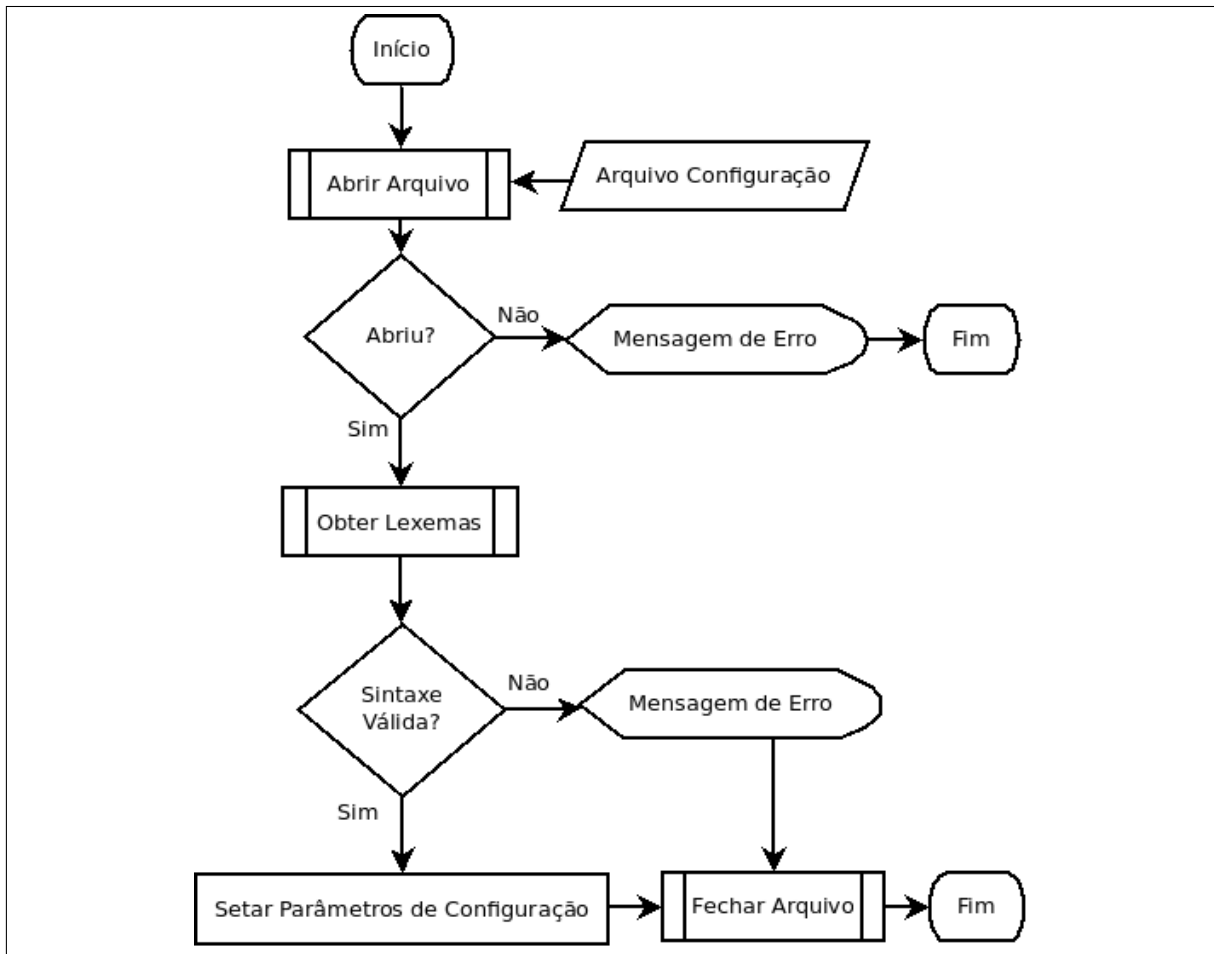 Início
Abrir Arquivo
Arquivo Configuração
Abriu?
Não
Mensagem de Erro
Fim
Sim
Obter Lexemas
Sintaxe
Válida?
Não
Mensagem de Erro
Sim
Setar Parâmetros de Configuração
Fechar Arquivo
Fim